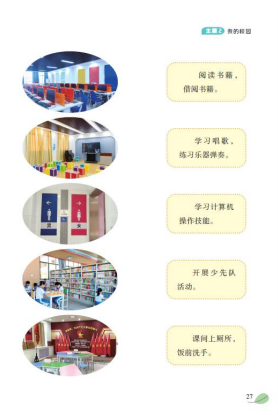 主题2 我的校园
阅读书籍，
借阅书籍。
学习唱歌，
练习乐器弹奏。
学习计算机
操作技能。
开展少先队
活动。
课间上厕所，
饭前洗手。
27